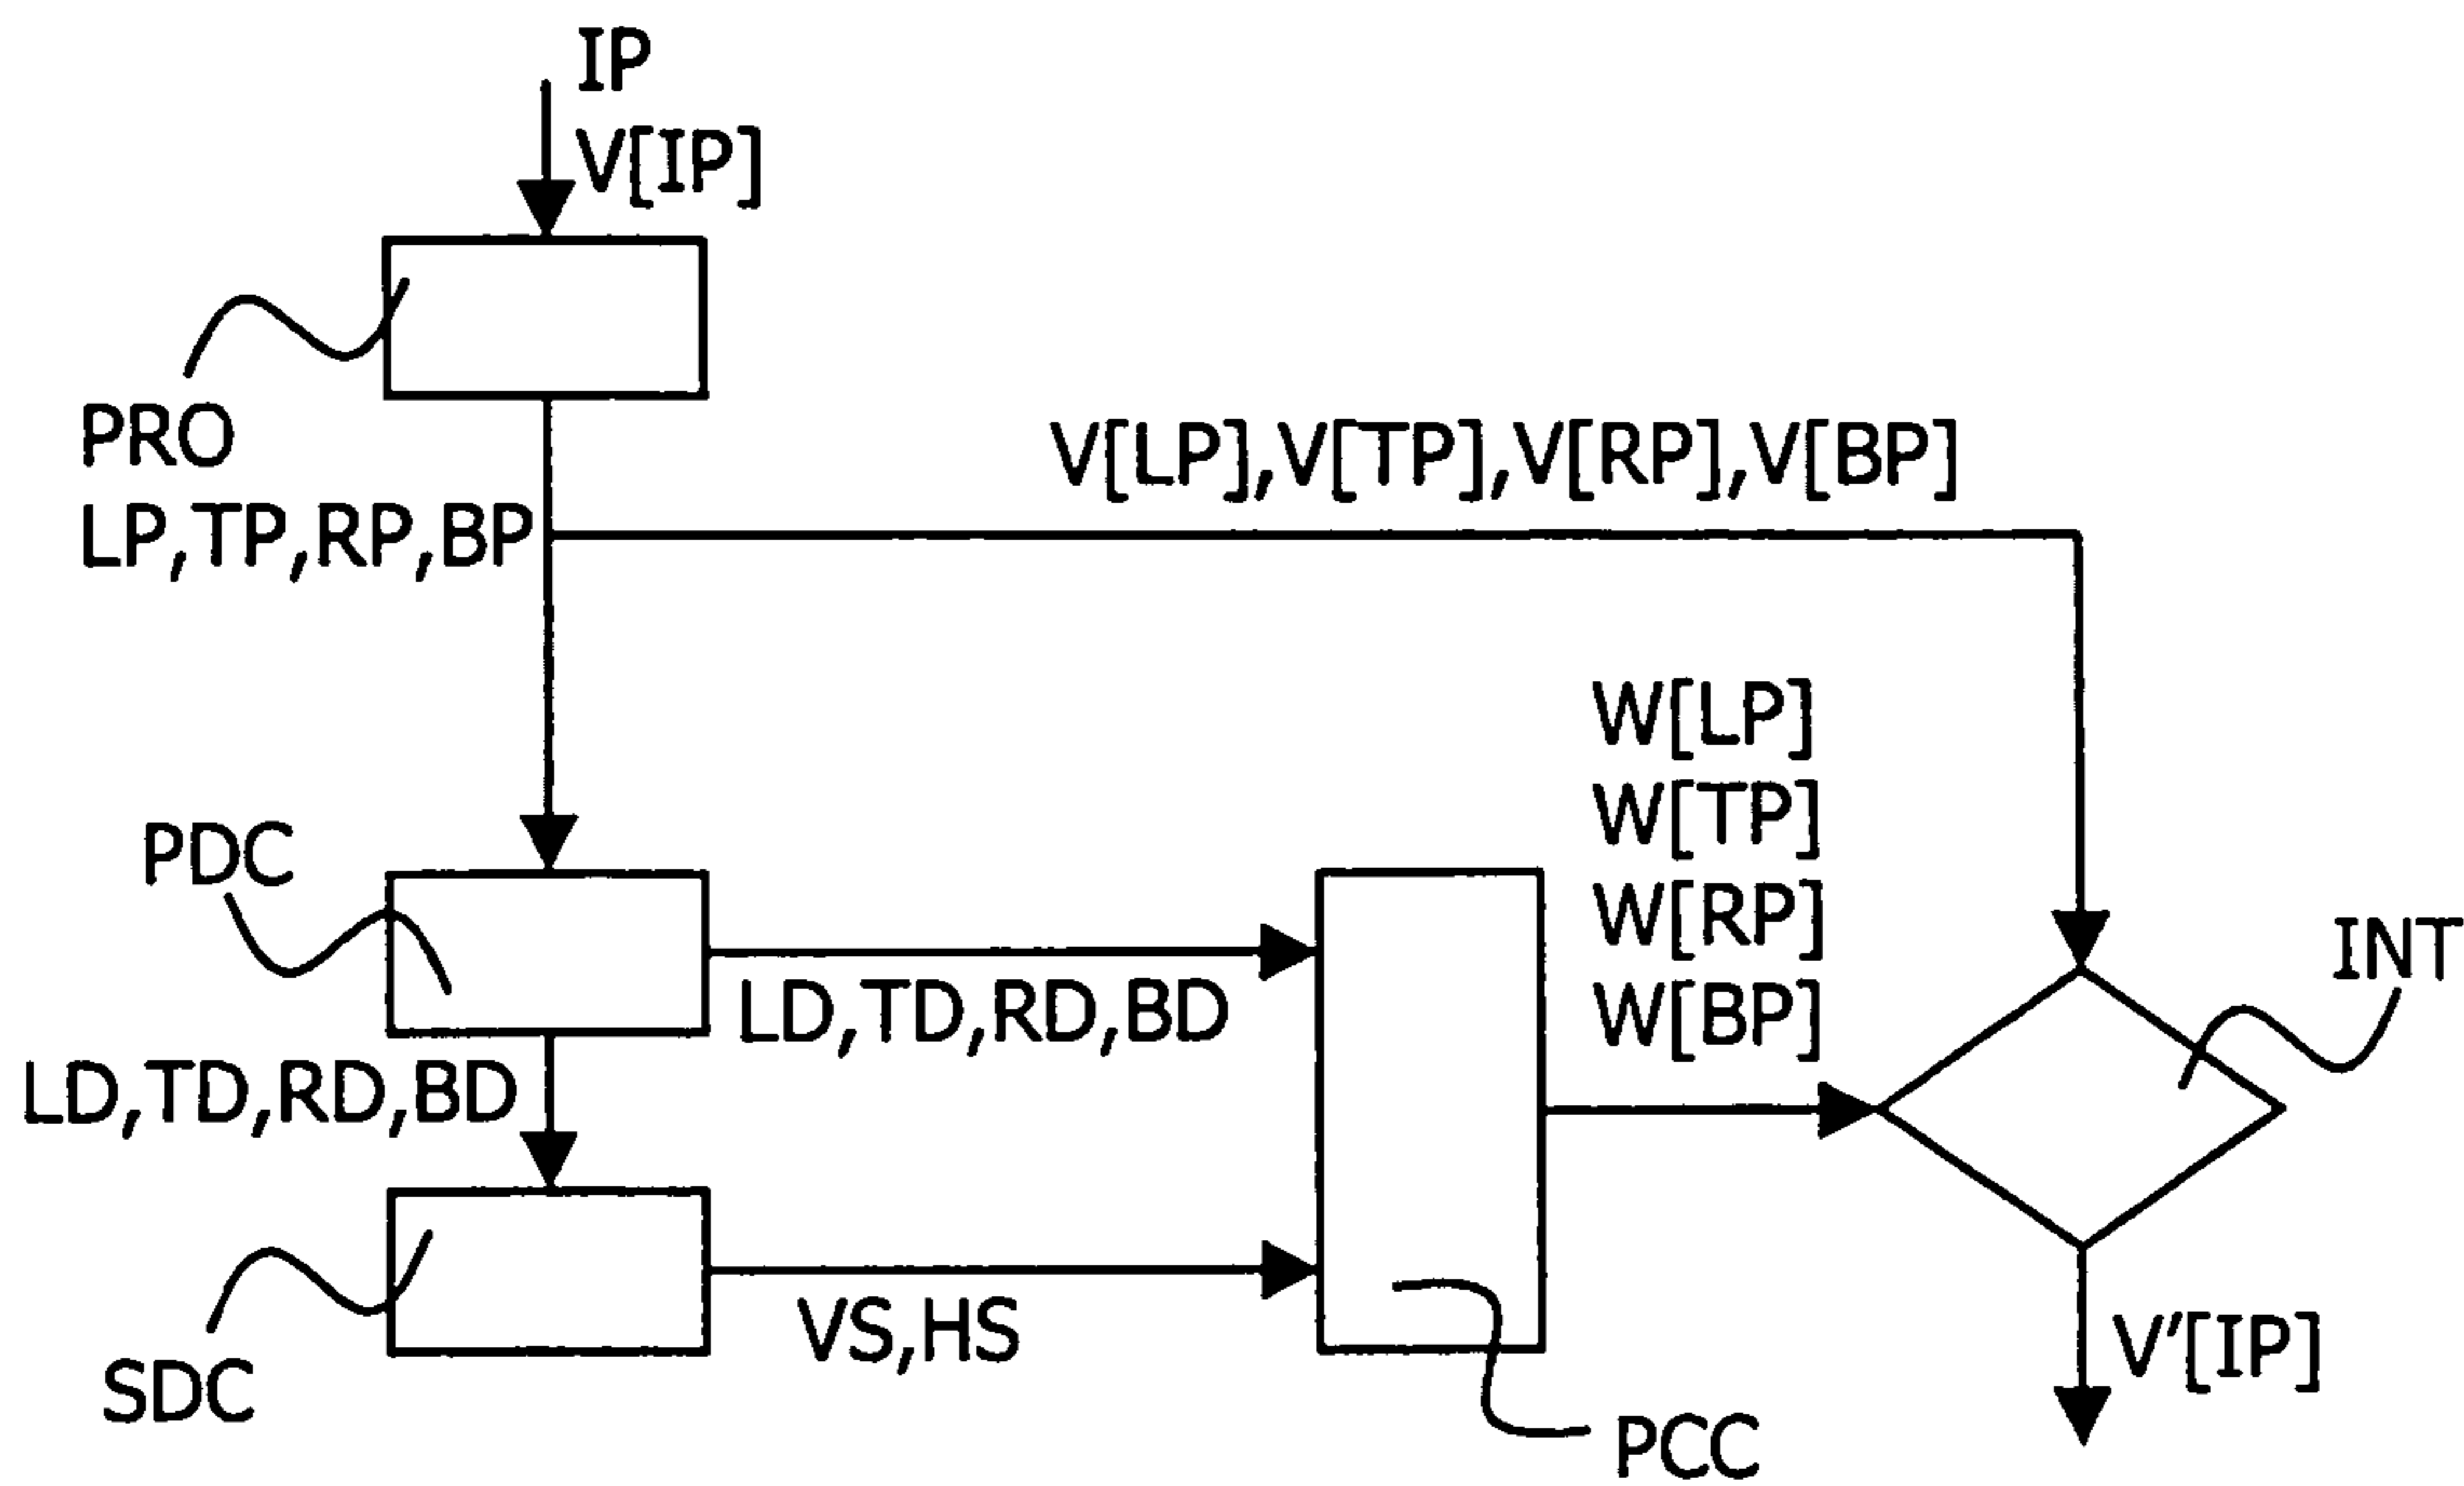 IP
V[IP]
PRO
LP,TP,RP,BP
V[LP],V[TP],V[RP],V[BP]
W[LP]
W[TP]
W[RP]
W[BP]
PDC
INT
LD,TD,RD,BD
LD,TD,RD,BD
VS,HS
V'[IP]
SDC
PCC